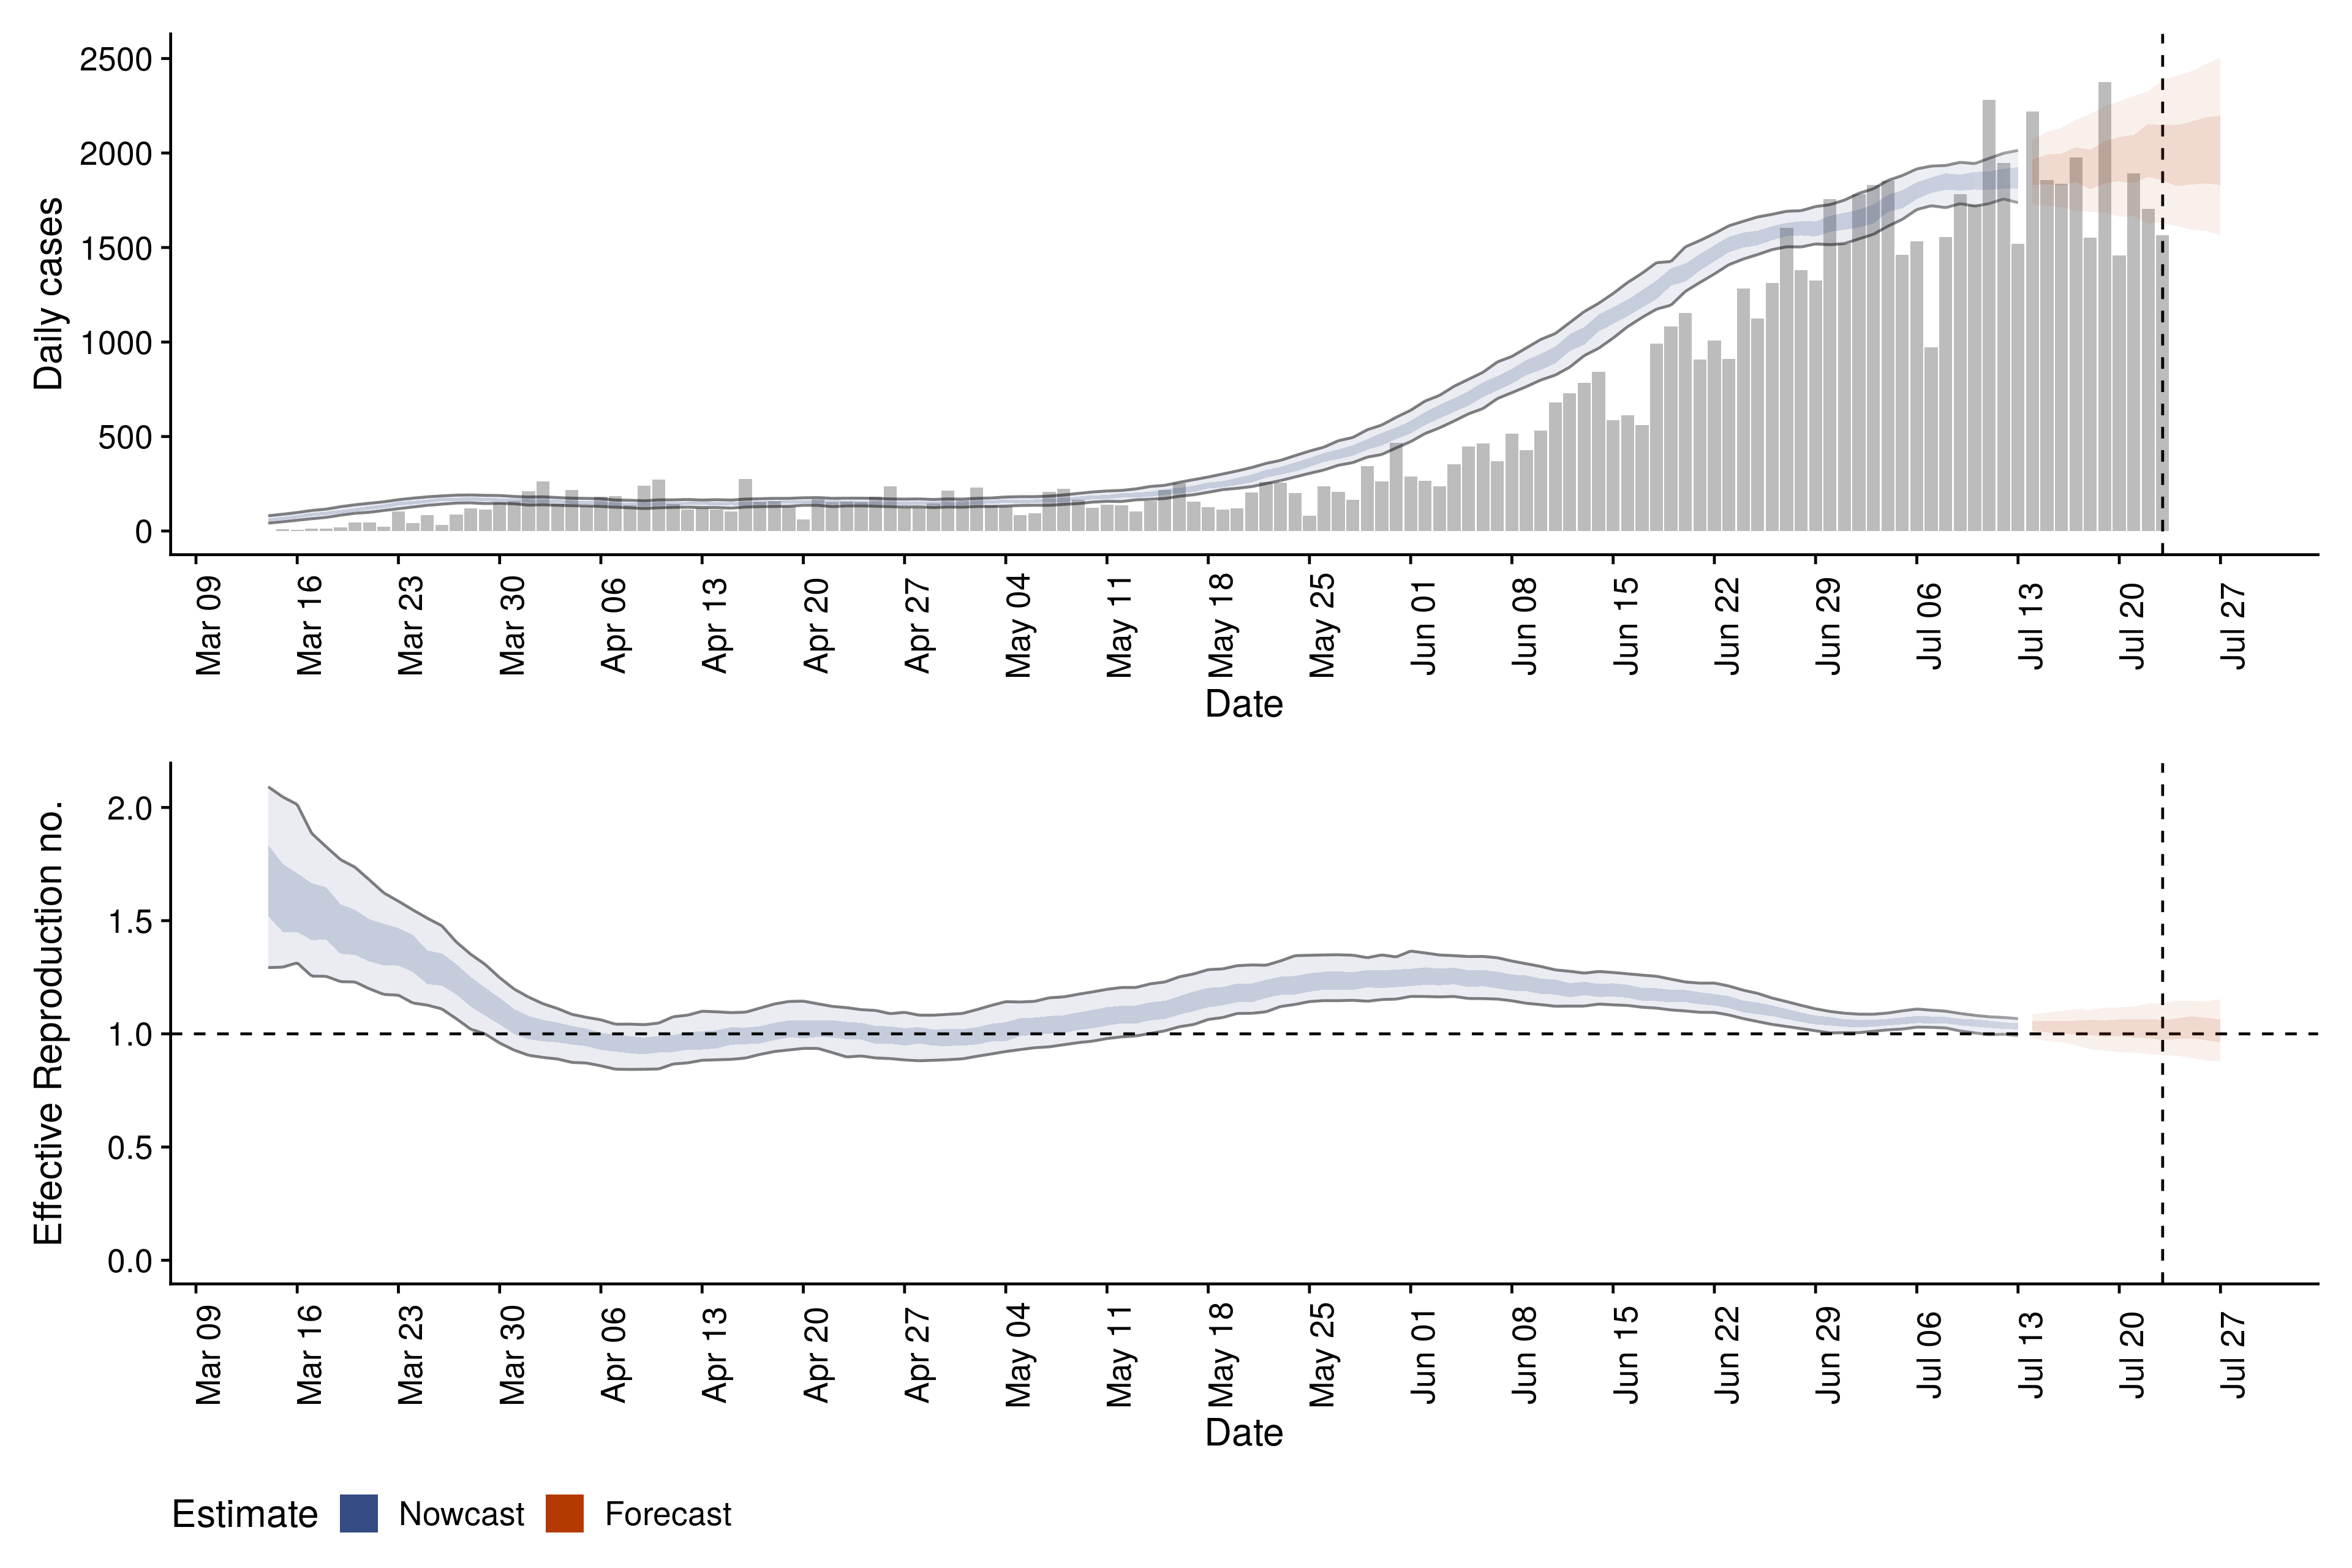 Daily cases
2500
2000
1500
1000
500
0
Mar 09 Mar 16 Mar 23 Mar 30 Apr 06 Apr 13 Apr 20 Apr 27 May 04 May 11 May 18 May 25 Jun 01 Jun 08 Jun 15 Jun 22 Jun 29 Jul 06 Jul 13 Jul 20 Jul 27
Date
Effective Reproduction no.
2.0
1.5
1.0
0.5
0.0
Mar 09 Mar 16 Mar 23 Mar 30 Apr 06 Apr 13 Apr 20 Apr 27 May 04 May 11 May 18 May 25 Jun 01 Jun 08 Jun 15 Jun 22 Jun 29 Jul 06 Jul 13 Jul 20 Jul 27
Date
Estimate Nowcast Forecast